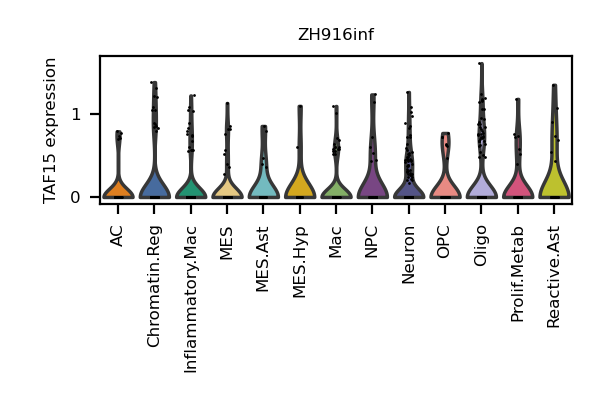 ZH916inf
TAF15 expression
1
0
AC
Chromatin.Reg
Inflammatory.Mac
MES
MES.Ast
MES.Hyp
Mac
NPC
Neuron
OPC
Oligo
Prolif.Metab
Reactive.Ast